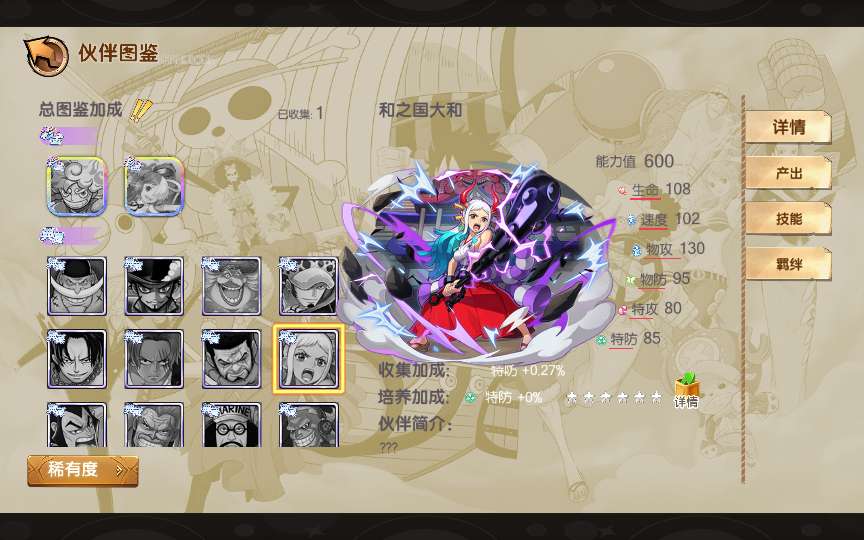 伙伴图鉴
总图鉴加成
已收集: 1
和之国大和
能力值 600
生命 108
速度 102
物攻 130
物防 95
特攻 80
特防 85
收集加成: 特防 +0.27%
培养加成: 特防 +0%
详情
伙伴简介:
???
MARINE
稀有度
详情
产出
技能
羁绊